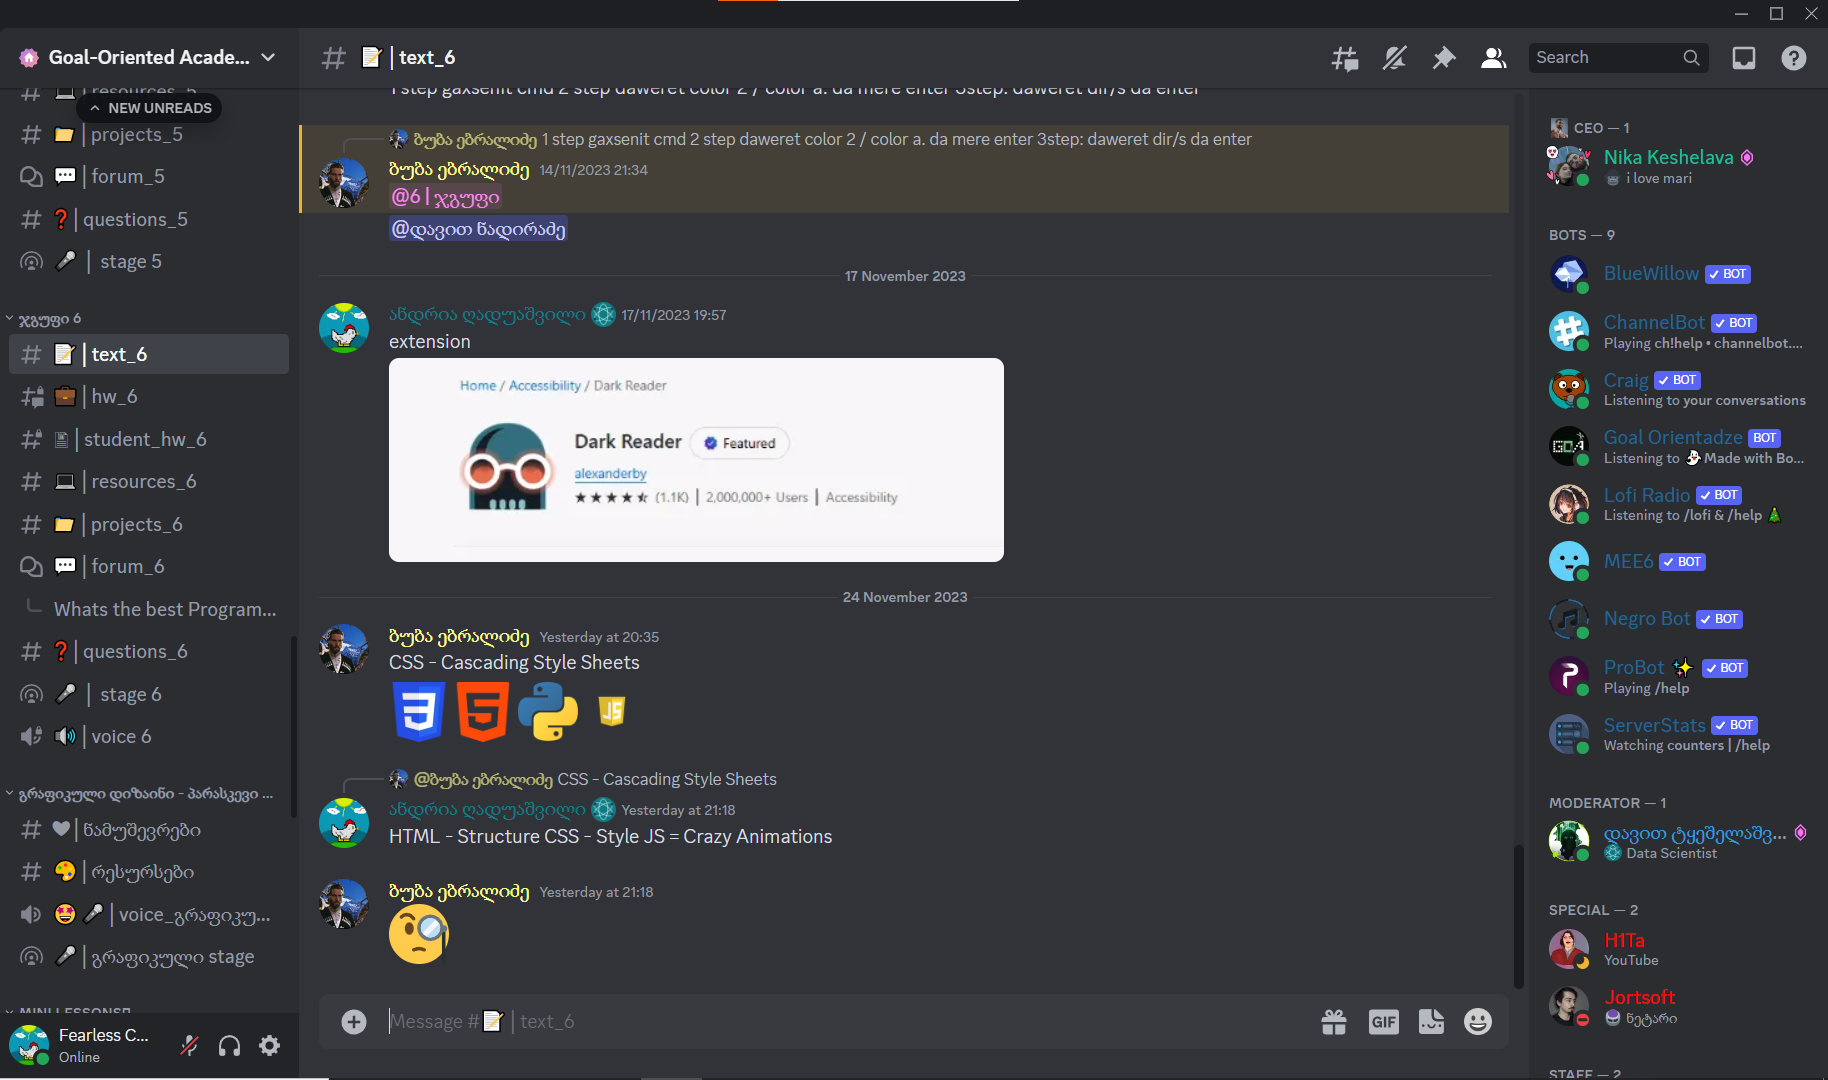 Goal-Oriented Acade...
resources_5
NEW UNREADS
projects_5
forum_5
questions_5
stage 5
ჯგუფი 6
text_6
hw_6
student_hw_6
resources_6
projects_6
forum_6
Whats the best Program...
questions_6
stage 6
voice 6
გრაფიკული დიზაინი - პარასკევი ...
ნამუშევრები
რესურსები
voice_გრაფიკუ...
გრაფიკული stage
Fearless C...
Online
text_6
Search
1 step gaxsenit cmd 2 step daweret color 2 / color a. da mere enter 3step: daweret dir/s da enter
ბუბა ებრალიძე 1 step gaxsenit cmd 2 step daweret color 2 / color a. da mere enter 3step: daweret dir/s da enter
ბუბა ებრალიძე 14/11/2023 21:34
@6 | ჯგუფი
@დავით ნადირაძე
17 November 2023
ანდრია ღადუაშვილი 17/11/2023 19:57
extension
Home / Accessibility / Dark Reader
Dark Reader Featured
alexanderby
(1.1K) | 2,000,000+ Users | Accessibility
24 November 2023
ბუბა ებრალიძე Yesterday at 20:35
CSS - Cascading Style Sheets
JS
@ბუბა ებრალიძე CSS - Cascading Style Sheets
ანდრია ღადუაშვილი Yesterday at 21:18
HTML - Structure CSS - Style JS = Crazy Animations
ბუბა ებრალიძე Yesterday at 21:18
Message # | text_6
GIF
CEO — 1
Nika Keshelava
i love mari
BOTS — 9
BlueWillow BOT
ChannelBot BOT
Playing ch!help • channelbot....
Craig BOT
Listening to your conversations
GOA
Goal Orientadze BOT
Listening to Made with Bo...
Lofi Radio BOT
Listening to /lofi & /help
MEE6 BOT
Negro Bot BOT
ProBot BOT
Playing /help
ServerStats BOT
Watching counters | /help
MODERATOR — 1
დავით ტყეშელაშვ...
Data Scientist
SPECIAL — 2
H1Ta
YouTube
Jortsoft
ნეტარი
STAFF — 2